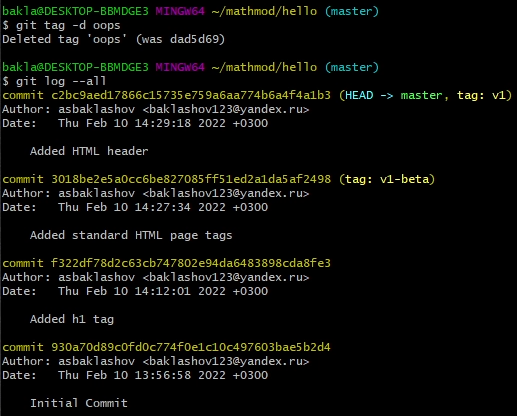 bakla@DESKTOP-BBMDGE3 MINGW64 ~/mathmod/hello (master)
$ git tag -d oops
Deleted tag 'oops' (was dad5d69)
bakla@DESKTOP-BBMDGE3 MINGW64 ~/mathmod/hello (master)
$ git log --all
commit c2bc9aed17866c15735e759a6aa774b6a4f4a1b3 (HEAD -> master, tag: v1)
Author: asbaklashov <baklashov123@yandex.ru>
Date:   Thu Feb 10 14:29:18 2022 +0300
Added HTML header
commit 3018be2e5a0cc6be827085ff51ed2a1da5af2498 (tag: v1-beta)
Author: asbaklashov <baklashov123@yandex.ru>
Date:   Thu Feb 10 14:27:34 2022 +0300
Added standard HTML page tags
commit f322df78d2c63cb747802e94da6483898cda8fe3
Author: asbaklashov <baklashov123@yandex.ru>
Date:   Thu Feb 10 14:12:01 2022 +0300
Added h1 tag
commit 930a70d89c0fd0c774f0e1c10c497603bae5b2d4
Author: asbaklashov <baklashov123@yandex.ru>
Date:   Thu Feb 10 13:56:58 2022 +0300
Initial Commit